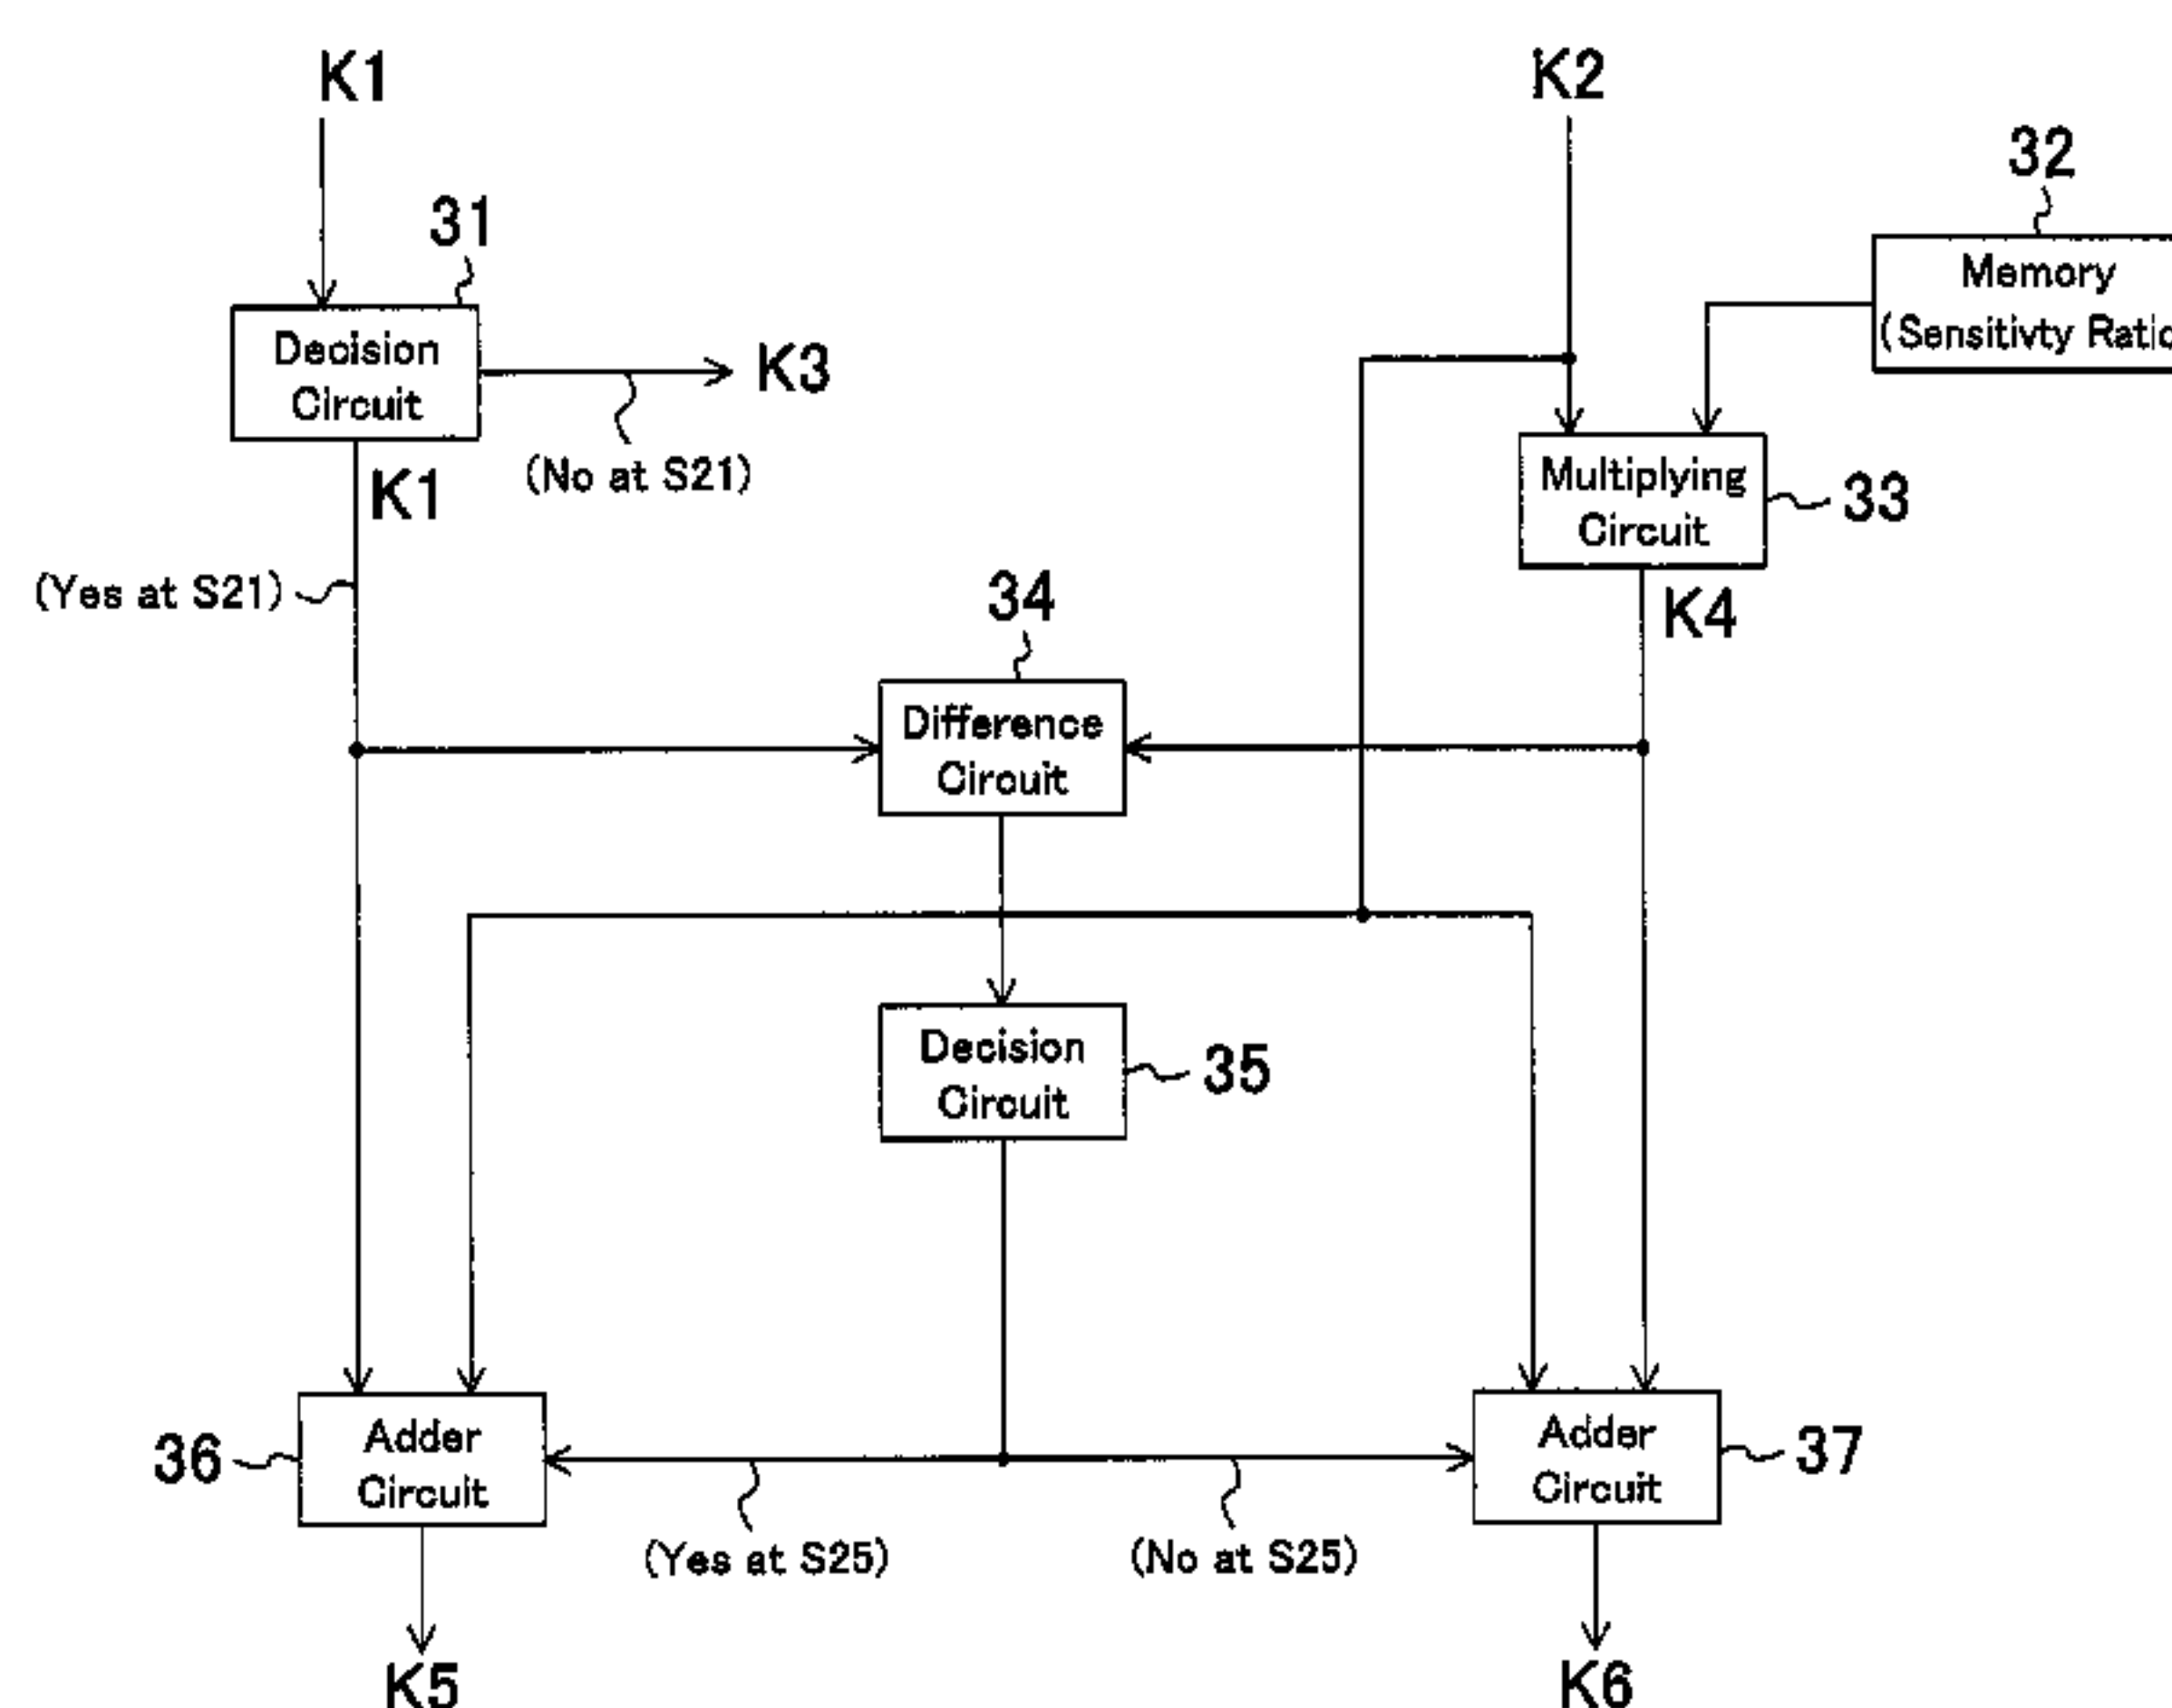 K1
K2
32
31
Memory
(Sensitivty Ratio
Decision
Circuit
K3
K1
(No at S21)
Multiplying
Circuit
33
(Yes at S21)
34
K4
Difference
Circuit
Decision
Circuit
35
36
Adder
Circuit
Adder
Circuit
37
(Yes at S25)
(No at S25)
K5
K6